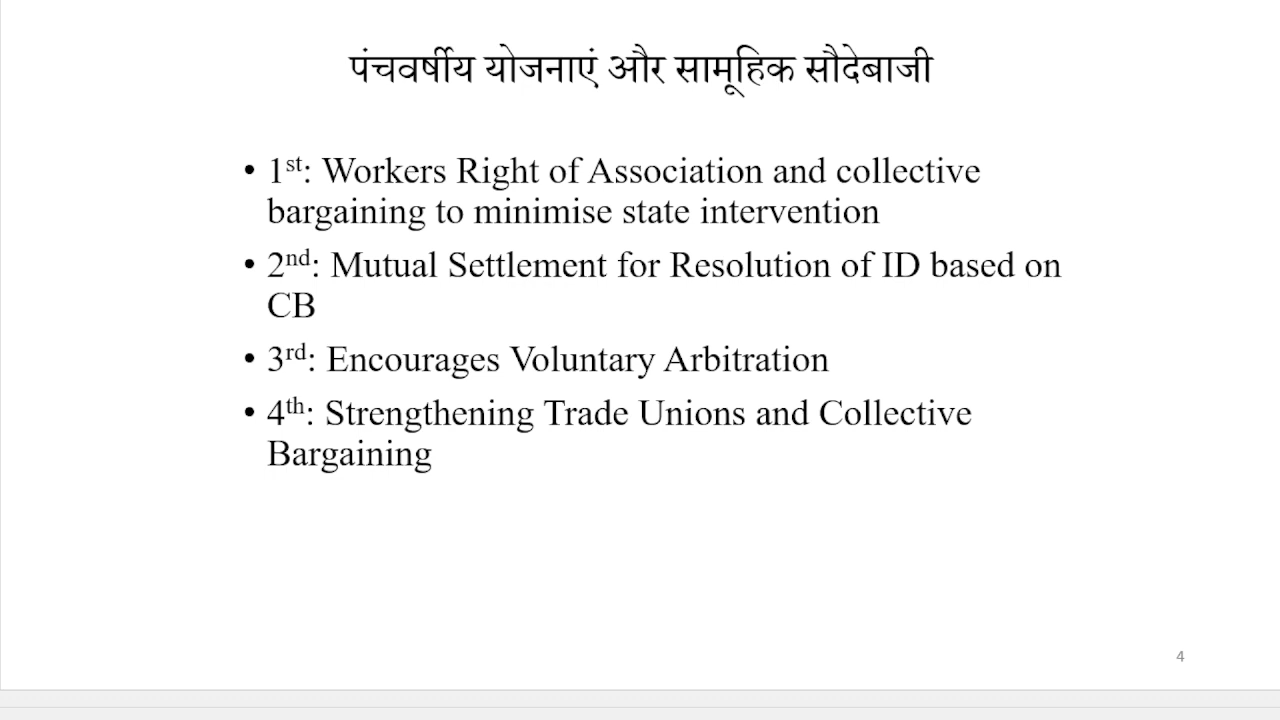 पंचवर्षीय योजनाएं और सामूहिक सौदेबाजी
• 1st: Workers Right of Association and collective
bargaining to minimise state intervention
• 2nd: Mutual Settlement for Resolution of ID based on
CB
• 3rd: Encourages Voluntary Arbitration
• 4th: Strengthening Trade Unions and Collective
Bargaining
4